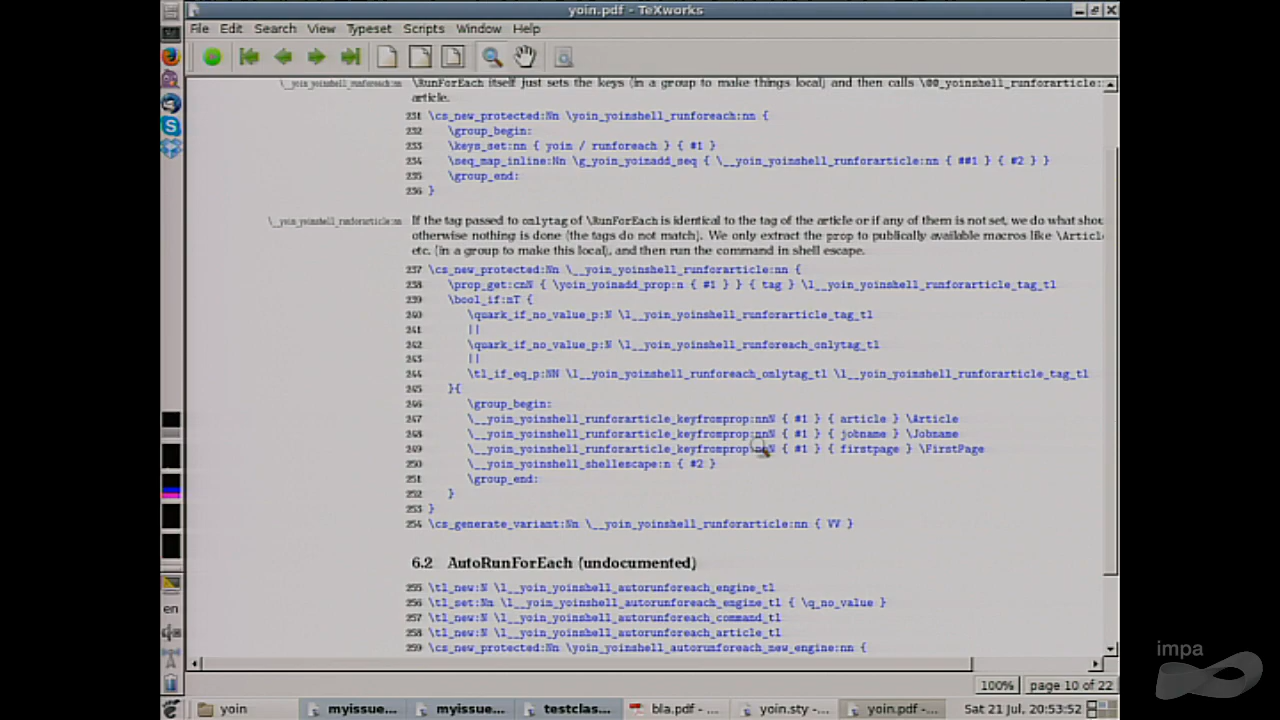 yoin.pdf - TeXworks
File Edit Search View Typeset Scripts Window Help
\__yoin_yoinshell_runforeach:nn
\RunForEach itself just sets the keys (in a group to make things local) and then calls \@@_yoinshell_runforarticle:
article.
231 \cs_new_protected:Nn \yoin_yoinshell_runforeach:nn {
232 \group_begin:
233 \keys_set:nn { yoin / runforeach } { #1 }
234 \seq_map_inline:Nn \g_yoin_yoinadd_seq { \__yoin_yoinshell_runforarticle:nn { ##1 } { #2 } }
235 \group_end:
236 }
\__yoin_yoinshell_runforarticle:nn
If the tag passed to onlytag of \RunForEach is identical to the tag of the article or if any of them is not set, we do what shou
otherwise nothing is done (the tags do not match). We only extract the prop to publically available macros like \Articl
etc. (in a group to make this local), and then run the command in shell escape.
237 \cs_new_protected:Nn \__yoin_yoinshell_runforarticle:nn {
238 \prop_get:cnN { \yoin_yoinadd_prop:n { #1 } } { tag } \l__yoin_yoinshell_runforarticle_tag_tl
239 \bool_if:nT {
240 \quark_if_no_value_p:N \l__yoin_yoinshell_runforarticle_tag_tl
241 ||
242 \quark_if_no_value_p:N \l__yoin_yoinshell_runforeach_onlytag_tl
243 ||
244 \tl_if_eq_p:NN \l__yoin_yoinshell_runforeach_onlytag_tl \l__yoin_yoinshell_runforarticle_tag_tl
245 }{
246 \group_begin:
247 \__yoin_yoinshell_runforarticle_keyfromprop:nnN { #1 } { article } \Article
248 \__yoin_yoinshell_runforarticle_keyfromprop:nnN { #1 } { jobname } \Jobname
249 \__yoin_yoinshell_runforarticle_keyfromprop:nnN { #1 } { firstpage } \FirstPage
250 \__yoin_yoinshell_shellescape:n { #2 }
251 \group_end:
252 }
253 }
254 \cs_generate_variant:Nn \__yoin_yoinshell_runforarticle:nn { VV }
6.2 AutoRunForEach (undocumented)
255 \tl_new:N \l__yoin_yoinshell_autorunforeach_engine_tl
256 \tl_set:Nn \l__yoin_yoinshell_autorunforeach_engine_tl { \q_no_value }
257 \tl_new:N \l__yoin_yoinshell_autorunforeach_command_tl
258 \tl_new:N \l__yoin_yoinshell_autorunforeach_article_tl
259 \cs_new_protected:Nn \yoin_yoinshell_autorunforeach_new_engine:nn {
en
100% page 10 of 22
yoin myissue... myissue... testclas... bla.pdf - ... yoin.sty -... yoin.pdf -... Sat 21 Jul, 20:53:52
impa